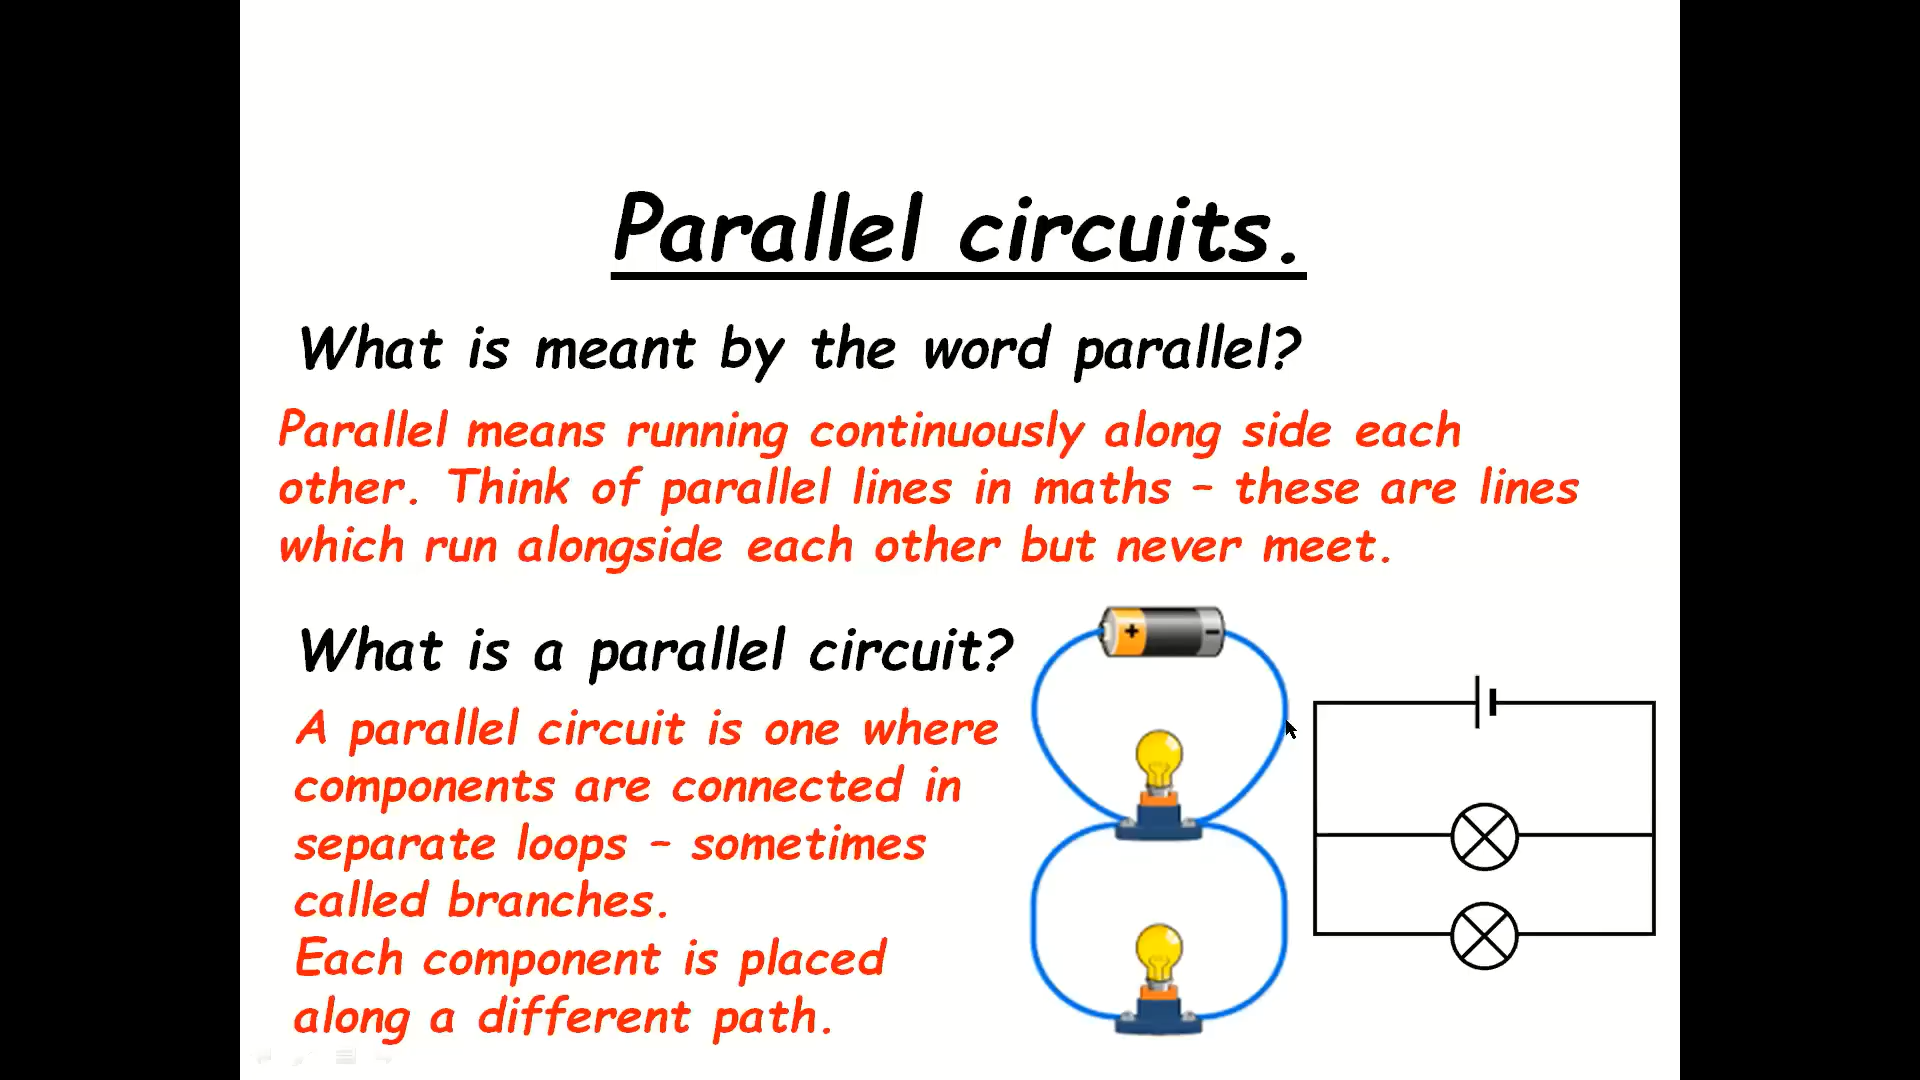 Parallel circuits.
What is meant by the word parallel?
Parallel means running continuously along side each
other. Think of parallel lines in maths – these are lines
which run alongside each other but never meet.
What is a parallel circuit?
A parallel circuit is one where
components are connected in
separate loops – sometimes
called branches.
Each component is placed
along a different path.
+ –